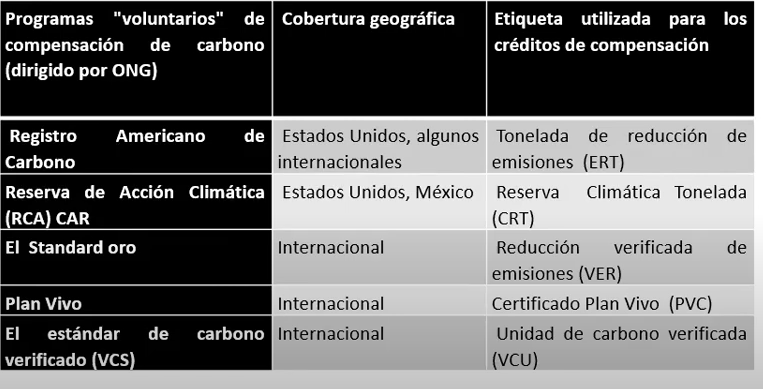 Programas "voluntarios" de
compensación de carbono
(dirigido por ONG)
Cobertura geográfica
Etiqueta utilizada para los
créditos de compensación
Registro Americano de
Carbono
Estados Unidos, algunos
internacionales
Tonelada de reducción de
emisiones (ERT)
Reserva de Acción Climática
(RCA) CAR
Estados Unidos, México
Reserva Climática Tonelada
(CRT)
El Standard oro
Internacional
Reducción verificada de
emisiones (VER)
Plan Vivo
Internacional
Certificado Plan Vivo (PVC)
El estándar de carbono
verificado (VCS)
Internacional
Unidad de carbono verificada
(VCU)